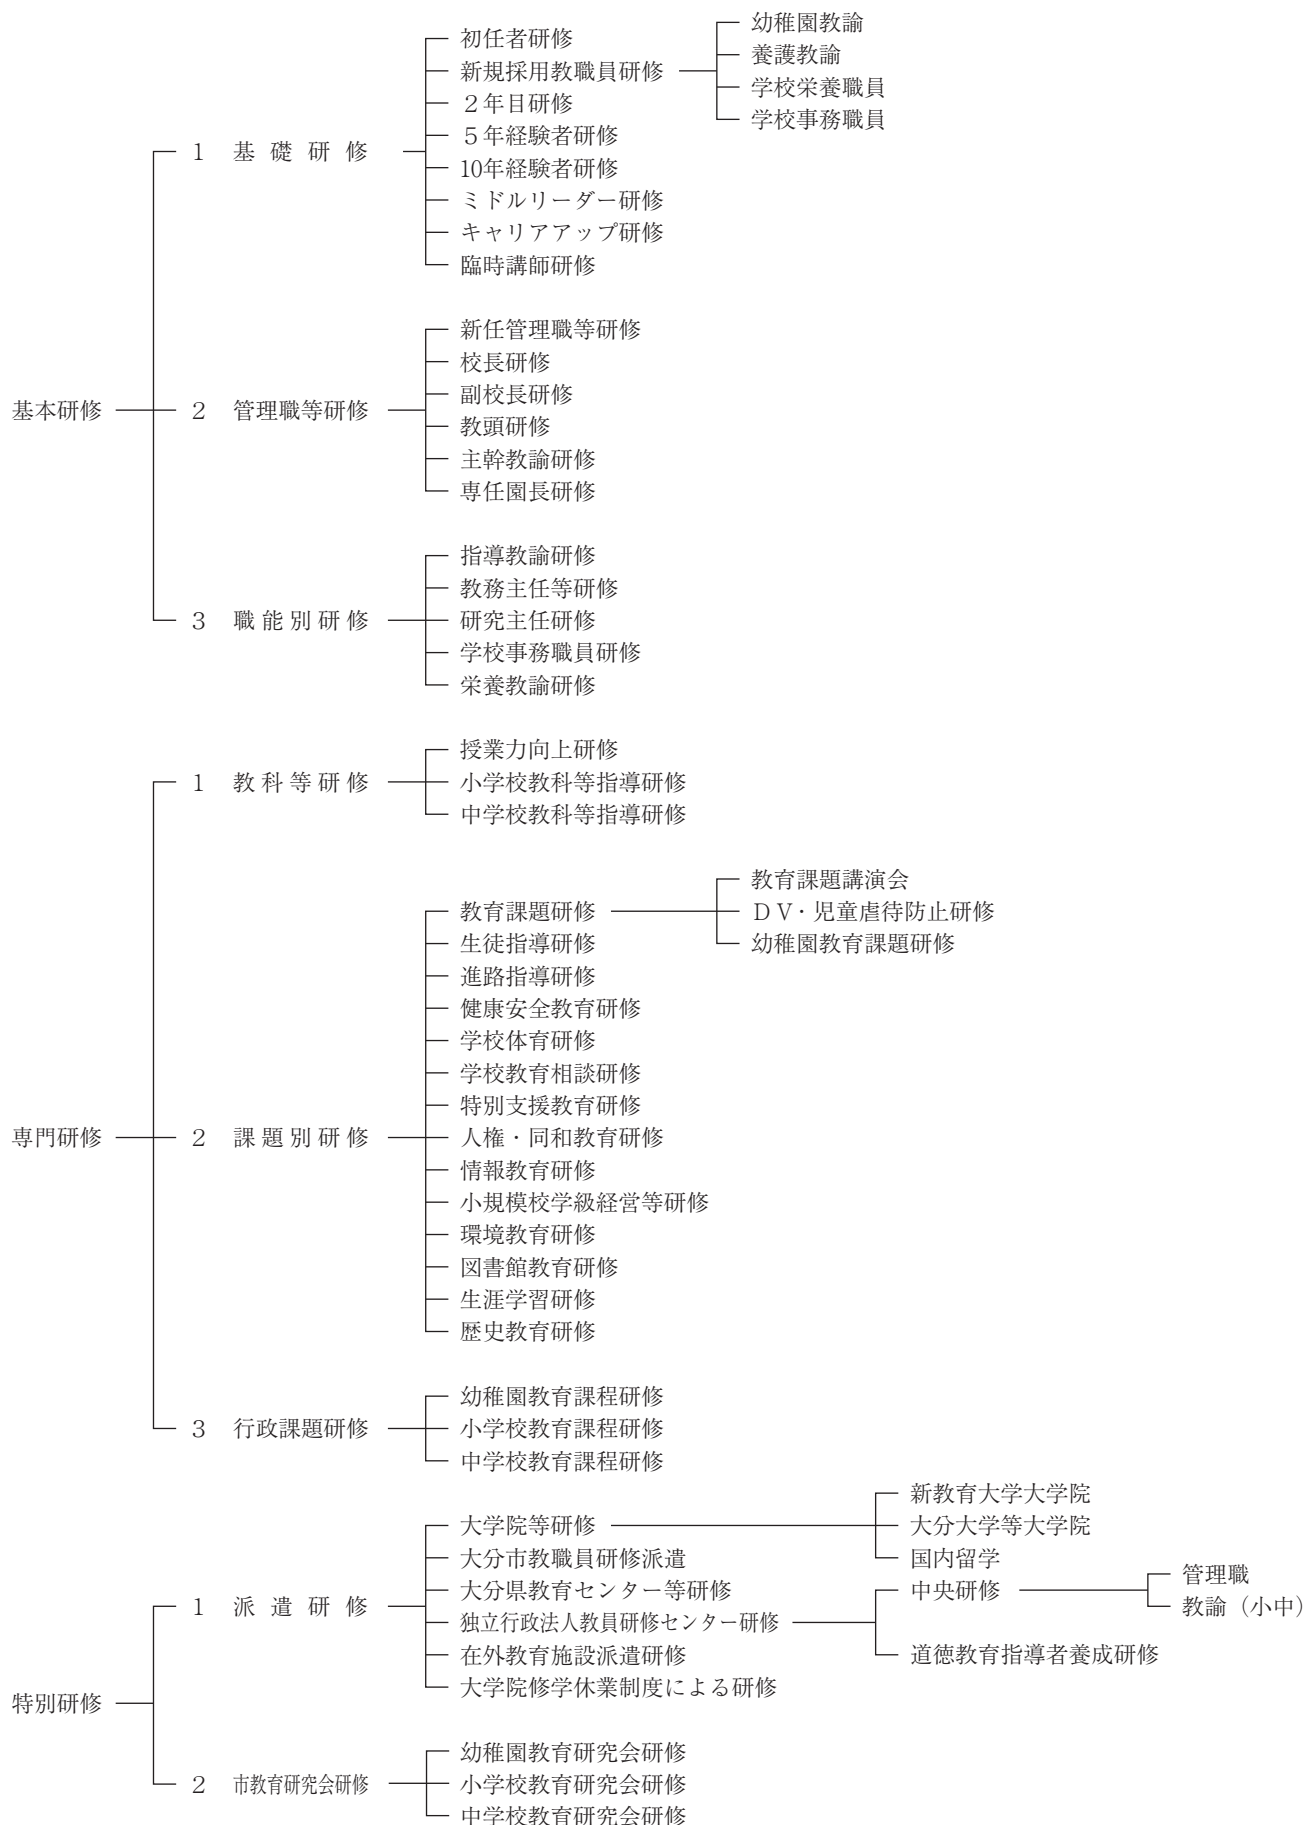 基本研修
1 基礎研修
初任者研修
新規採用教職員研修
幼稚園教諭
養護教諭
学校栄養職員
学校事務職員
２年目研修
５年経験者研修
10年経験者研修
ミドルリーダー研修
キャリアアップ研修
臨時講師研修
2 管理職等研修
新任管理職等研修
校長研修
副校長研修
教頭研修
主幹教諭研修
専任園長研修
3 職能別研修
指導教諭研修
教務主任等研修
研究主任研修
学校事務職員研修
栄養教諭研修
専門研修
1 教科等研修
授業力向上研修
小学校教科等指導研修
中学校教科等指導研修
2 課題別研修
教育課題研修
教育課題講演会
ＤＶ・児童虐待防止研修
幼稚園教育課題研修
生徒指導研修
進路指導研修
健康安全教育研修
学校体育研修
学校教育相談研修
特別支援教育研修
人権・同和教育研修
情報教育研修
小規模校学級経営等研修
環境教育研修
図書館教育研修
生涯学習研修
歴史教育研修
3 行政課題研修
幼稚園教育課程研修
小学校教育課程研修
中学校教育課程研修
特別研修
1 派遣研修
大学院等研修
新教育大学大学院
大分大学等大学院
国内留学
大分市教職員研修派遣
大分県教育センター等研修
独立行政法人教員研修センター研修
中央研修
管理職
教諭（小中）
道徳教育指導者養成研修
在外教育施設派遣研修
大学院修学休業制度による研修
2 市教育研究会研修
幼稚園教育研究会研修
小学校教育研究会研修
中学校教育研究会研修